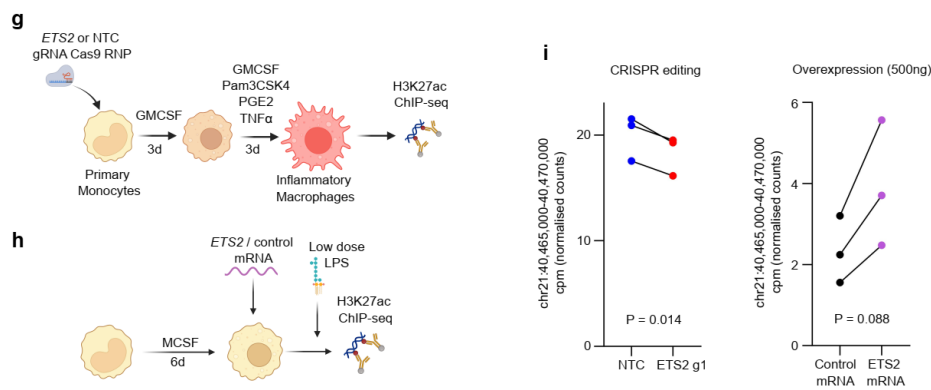 g
ETS2 or NTC
gRNA Cas9 RNP
GMCSF
3d
GMCSF
Pam3CSK4
PGE2
TNFα
3d
H3K27ac
ChIP-seq
Primary
Monocytes
Inflammatory
Macrophages
h
ETS2 / control
mRNA
Low dose
LPS
H3K27ac
ChIP-seq
MCSF
6d
i
CRISPR editing
chr21:40,465,000-40,470,000
cpm (normalised counts)
20
10
0
P = 0.014
NTC
ETS2 g1
Overexpression (500ng)
chr21:40,465,000-40,470,000
cpm (normalised counts)
6
4
2
0
P = 0.088
Control
mRNA
ETS2
mRNA